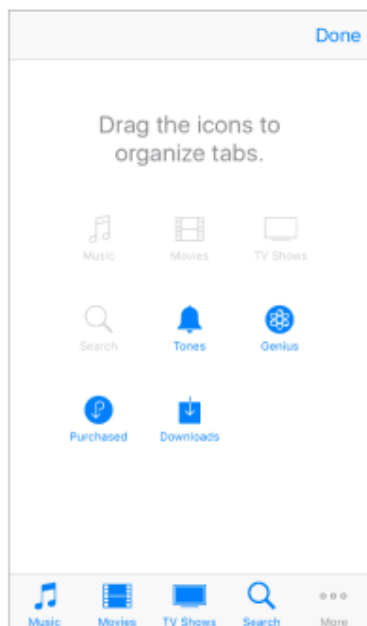 Done
Drag the icons to
organize tabs.
Music Movies TV Shows
Search Tones Genius
Purchased Downloads
Music Movies TV Shows Search More